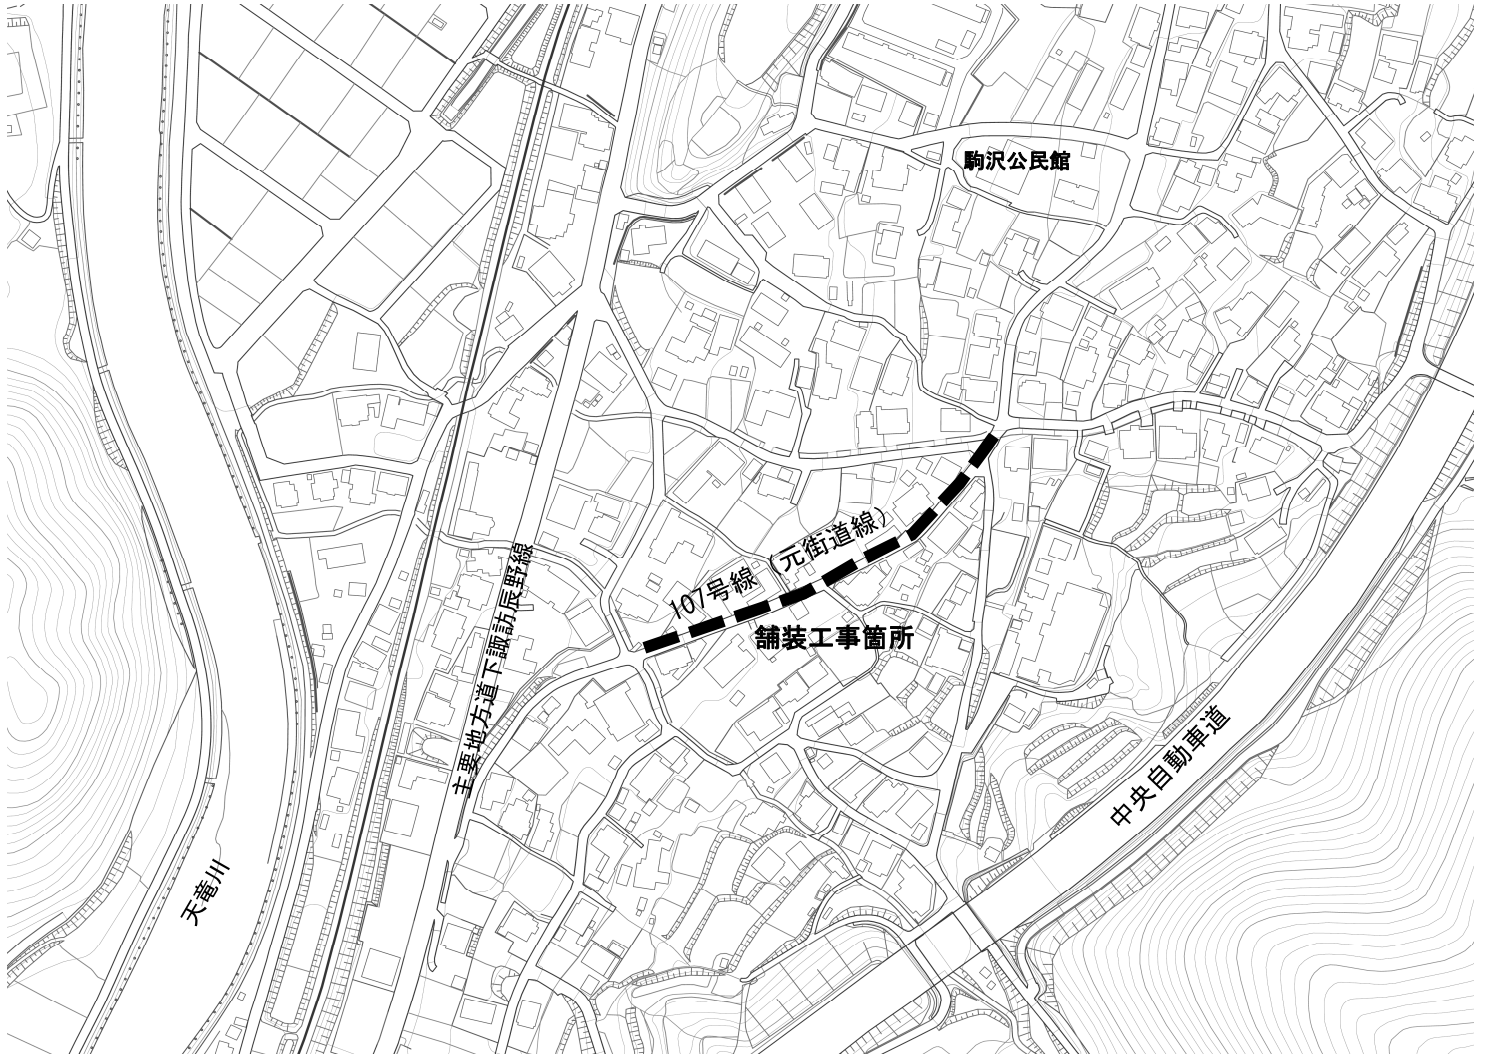 駒沢公民館
107号線（元街道線）
舗装工事箇所
主要地方道下諏訪辰野線
中央自動車道
天竜川